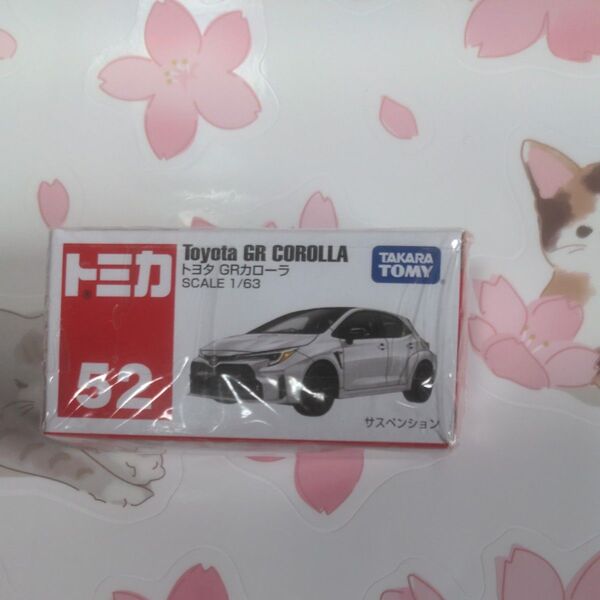 トミカ
52
Toyota GR COROLLA
トヨタ GRカローラ
SCALE 1/63
TAKARA
TOMY
サスペンション